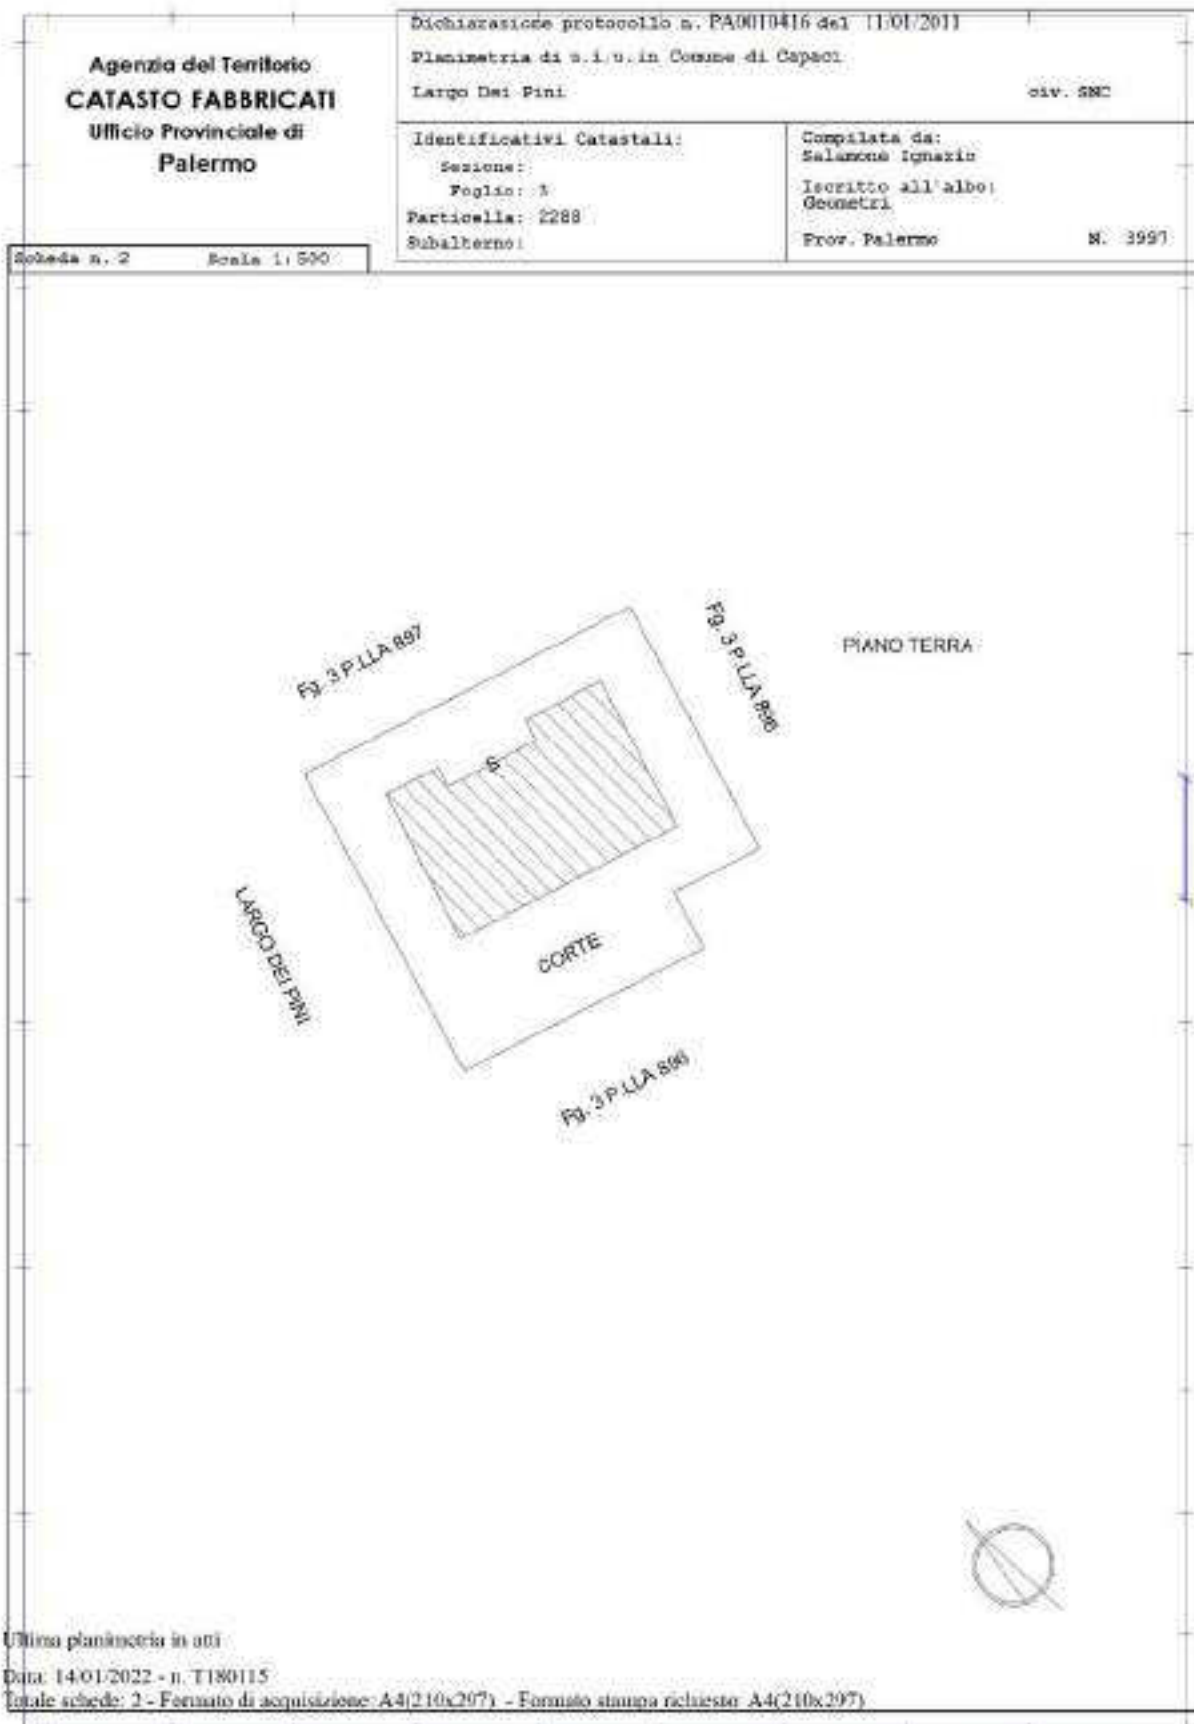 Agenzia del Territorio
CATASTO FABBRICATI
Ufficio Provinciale di
Palermo
Dichiarazione protocollo n. PA0010416 del 11/01/2011
Planimetria di u.i.u. in Comune di Capaci
Largo Dei Pini civ. SNC
Identificativi Catastali:
Sezione:
Foglio: 3
Particella: 2288
Subalterno:
Compilata da:
Salamone Ignazio
Iscritto all'albo:
Geometri
Prov. Palermo N. 3997
Scheda n. 2 Scala 1:500
Fg. 3 P.LLA 897
Fg. 3 P.LLA 896
PIANO TERRA
S.
LARGO DEI PINI
CORTE
Fg. 3 P.LLA 896
Ultima planimetria in atti
Data: 14/01/2022 - n. T180115
Totale schede: 2 - Formato di acquisizione: A4(210x297) - Formato stampa richiesto: A4(210x297)